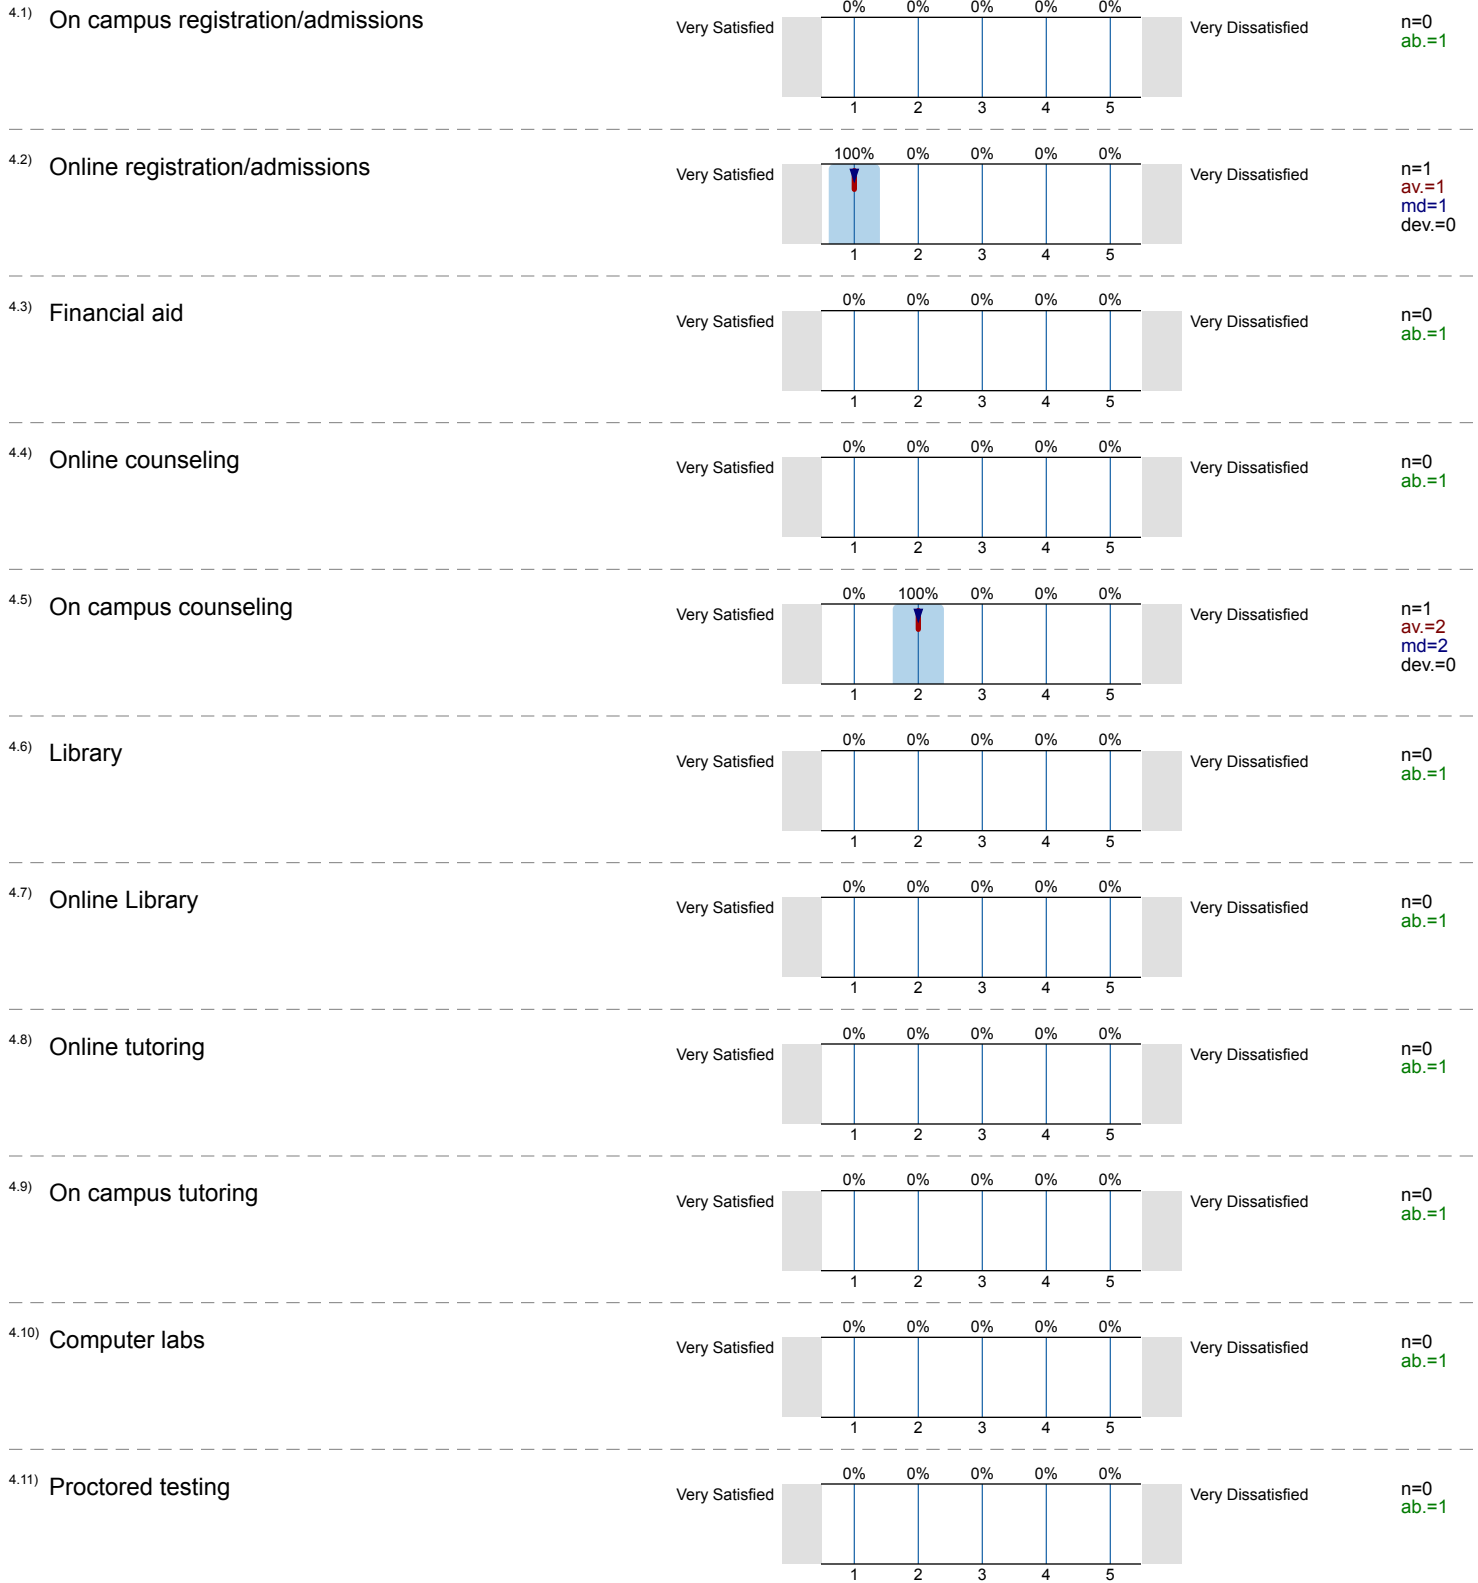 4.1) On campus registration/admissions
0% 0% 0% 0% 0%
Very Satisfied Very Dissatisfied n=0
ab.=1
1 2 3 4 5
4.2) Online registration/admissions
100% 0% 0% 0% 0%
Very Satisfied Very Dissatisfied n=1
av.=1
md=1
dev.=0
1 2 3 4 5
4.3) Financial aid
0% 0% 0% 0% 0%
Very Satisfied Very Dissatisfied n=0
ab.=1
1 2 3 4 5
4.4) Online counseling
0% 0% 0% 0% 0%
Very Satisfied Very Dissatisfied n=0
ab.=1
1 2 3 4 5
4.5) On campus counseling
0% 100% 0% 0% 0%
Very Satisfied Very Dissatisfied n=1
av.=2
md=2
dev.=0
1 2 3 4 5
4.6) Library
0% 0% 0% 0% 0%
Very Satisfied Very Dissatisfied n=0
ab.=1
1 2 3 4 5
4.7) Online Library
0% 0% 0% 0% 0%
Very Satisfied Very Dissatisfied n=0
ab.=1
1 2 3 4 5
4.8) Online tutoring
0% 0% 0% 0% 0%
Very Satisfied Very Dissatisfied n=0
ab.=1
1 2 3 4 5
4.9) On campus tutoring
0% 0% 0% 0% 0%
Very Satisfied Very Dissatisfied n=0
ab.=1
1 2 3 4 5
4.10) Computer labs
0% 0% 0% 0% 0%
Very Satisfied Very Dissatisfied n=0
ab.=1
1 2 3 4 5
4.11) Proctored testing
0% 0% 0% 0% 0%
Very Satisfied Very Dissatisfied n=0
ab.=1
1 2 3 4 5